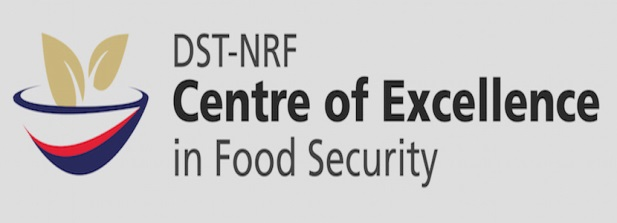 DST-NRF
Centre of Excellence
in Food Security